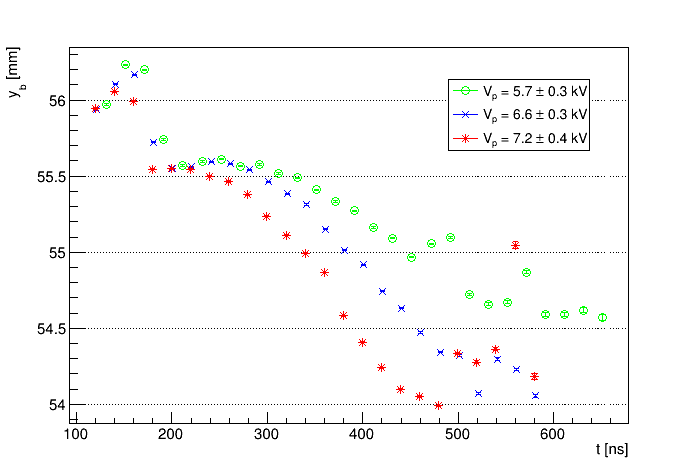 y_b [mm]
56
55.5
55
54.5
54
V_p = 5.7 ± 0.3 kV
V_p = 6.6 ± 0.3 kV
V_p = 7.2 ± 0.4 kV
100 200 300 400 500 600
t [ns]